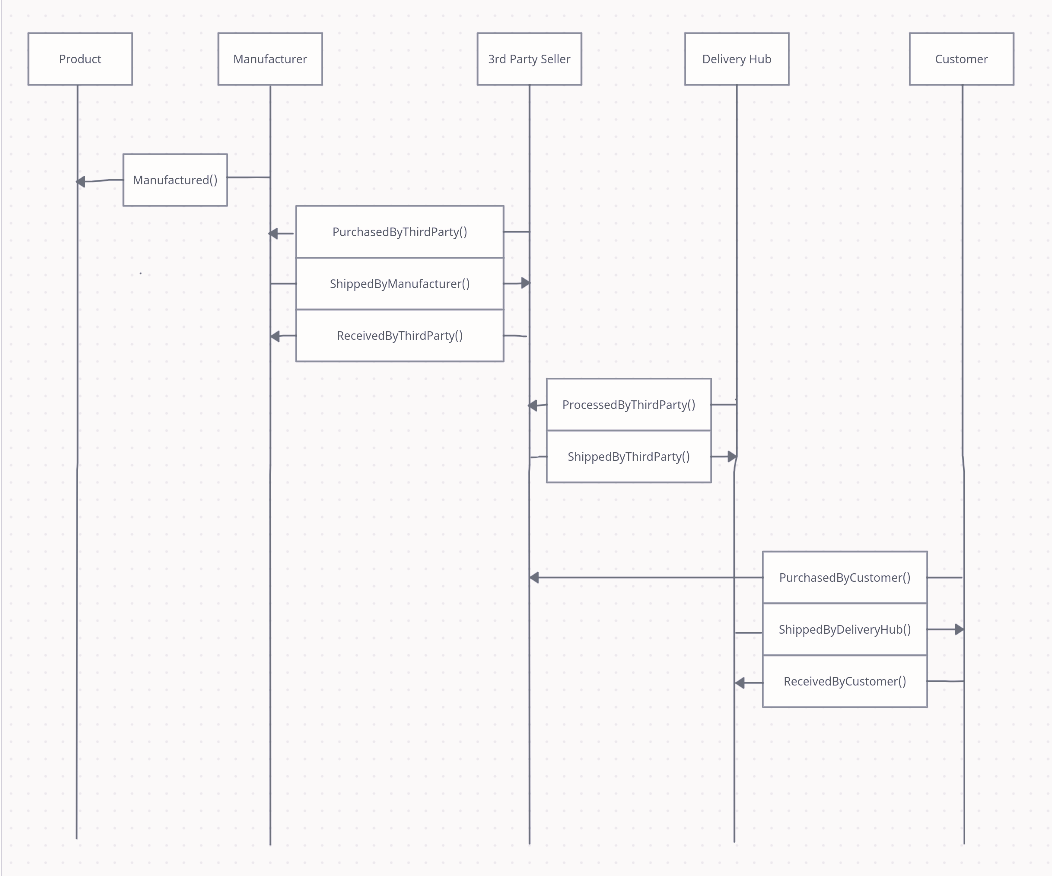 Product
Manufacturer
3rd Party Seller
Delivery Hub
Customer
Manufactured()
PurchasedByThirdParty()
ShippedByManufacturer()
ReceivedByThirdParty()
ProcessedByThirdParty()
ShippedByThirdParty()
PurchasedByCustomer()
ShippedByDeliveryHub()
ReceivedByCustomer()